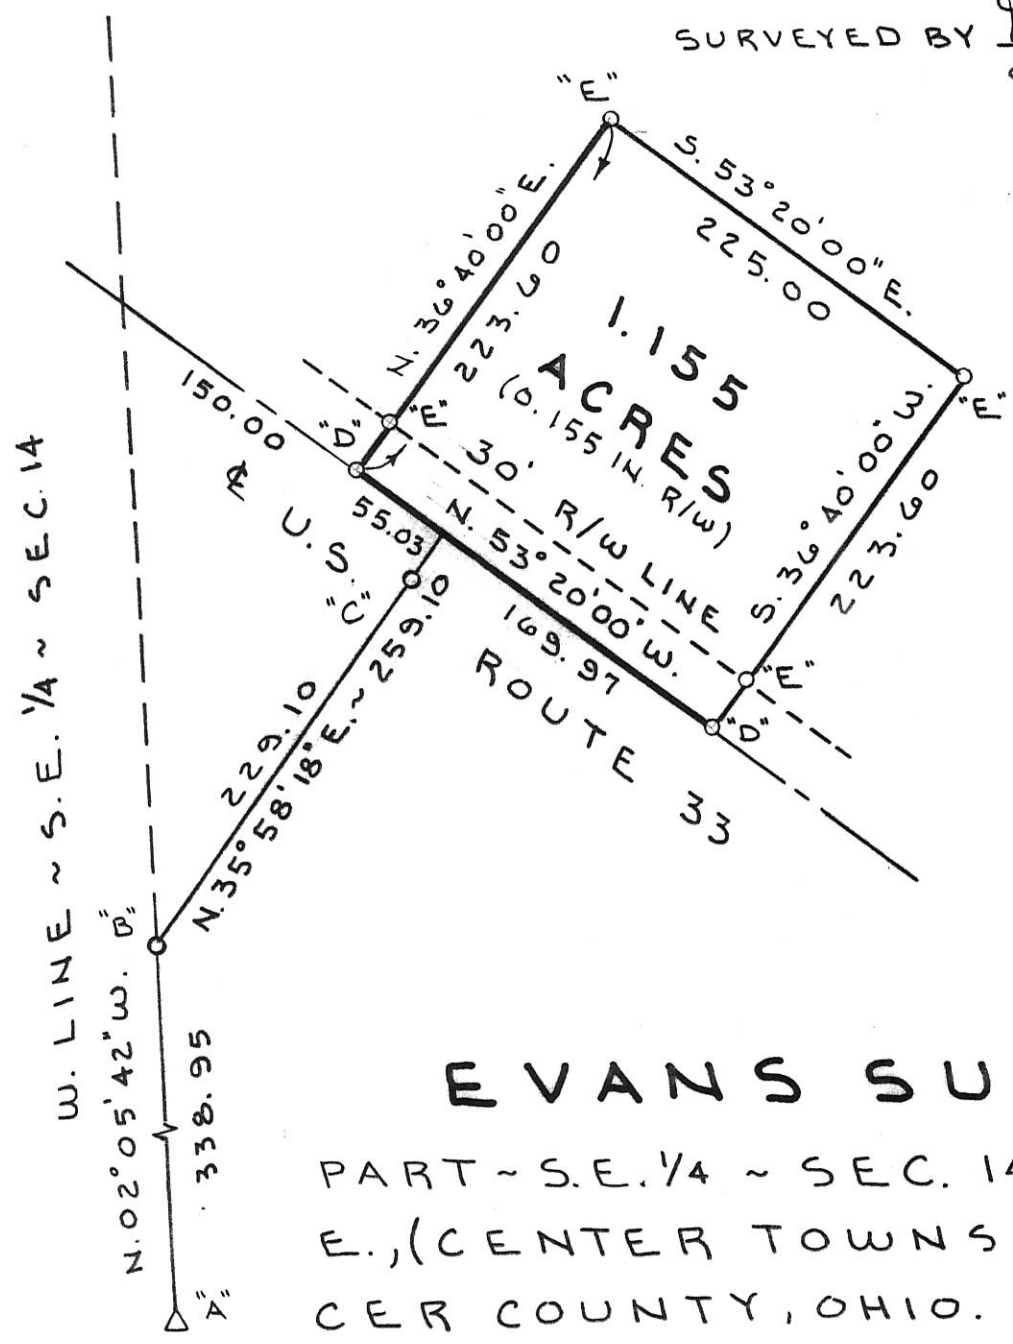 SURVEYED BY
"E"
S. 53°20'00" E.
225.00
N. 36°40'00" E.
223.60
1.155
ACRES
(0.155 IN. R/W)
"E"
S. 36°40'00" W.
223.60
150.00
"D"
"E"
30' R/W LINE
55.03
N. 53°20'00' W.
169.97
"E"
"D"
℄ U.S. ROUTE 33
"C"
229.10
N. 35°58'18" E. ~ 259.10
W. LINE ~ S.E. 1/4 ~ SEC. 14
"B"
N. 02°05'42" W.
338.95
"A"
EVANS SU
PART ~ S.E. 1/4 ~ SEC. 14
E., (CENTER TOWNS
CER COUNTY, OHIO.